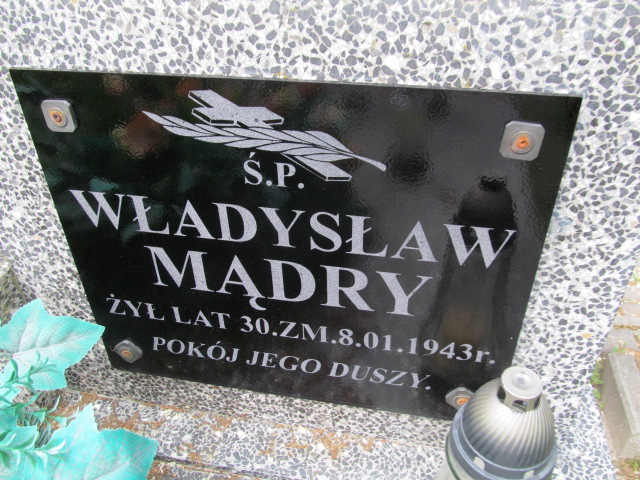 Ś.P.
WŁADYSŁAW
MĄDRY
ŻYŁ LAT 30.ZM.8.01.1943r.
POKÓJ JEGO DUSZY.